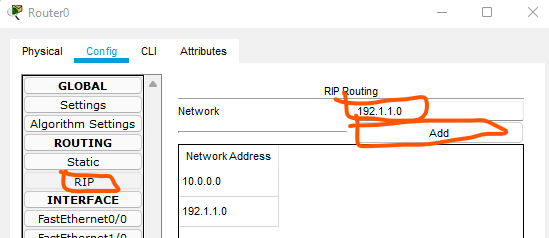 Router0
Physical Config CLI Attributes
GLOBAL
Settings
Algorithm Settings
ROUTING
Static
RIP
INTERFACE
FastEthernet0/0
FastEthernet1/0
RIP Routing
Network 192.1.1.0
Add
Network Address
10.0.0.0
192.1.1.0